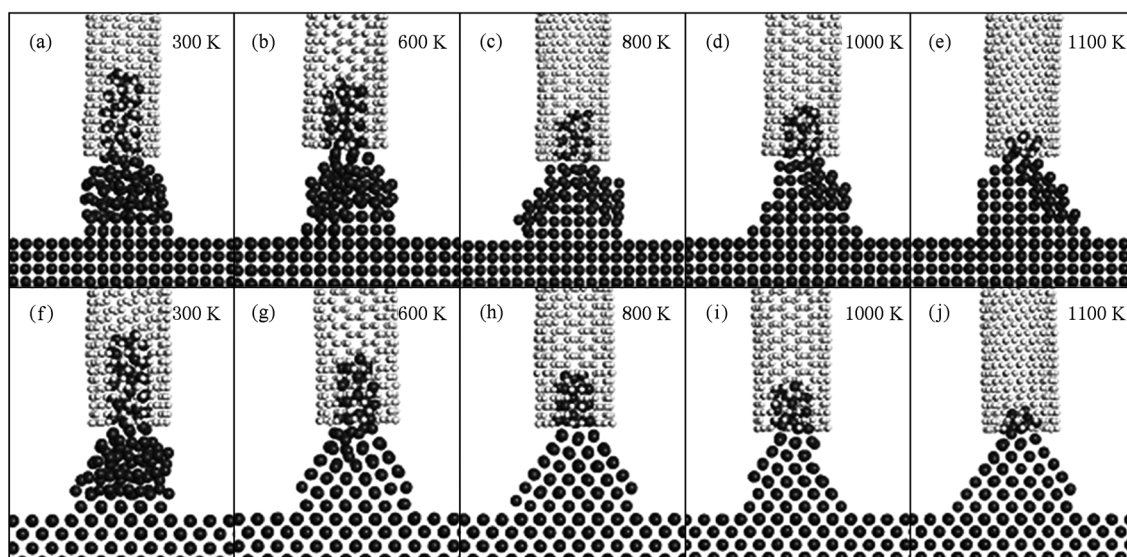 (a) 300 K
(b) 600 K
(c) 800 K
(d) 1000 K
(e) 1100 K
(f) 300 K
(g) 600 K
(h) 800 K
(i) 1000 K
(j) 1100 K